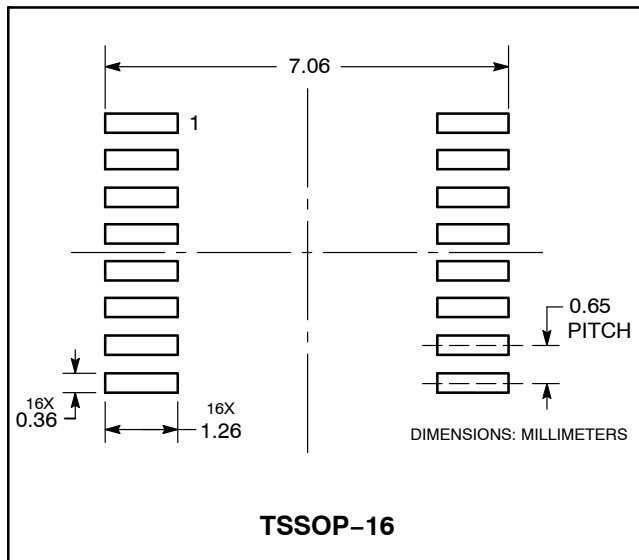 7.06
1
0.65
PITCH
16X
0.36
16X
1.26
DIMENSIONS: MILLIMETERS
TSSOP−16